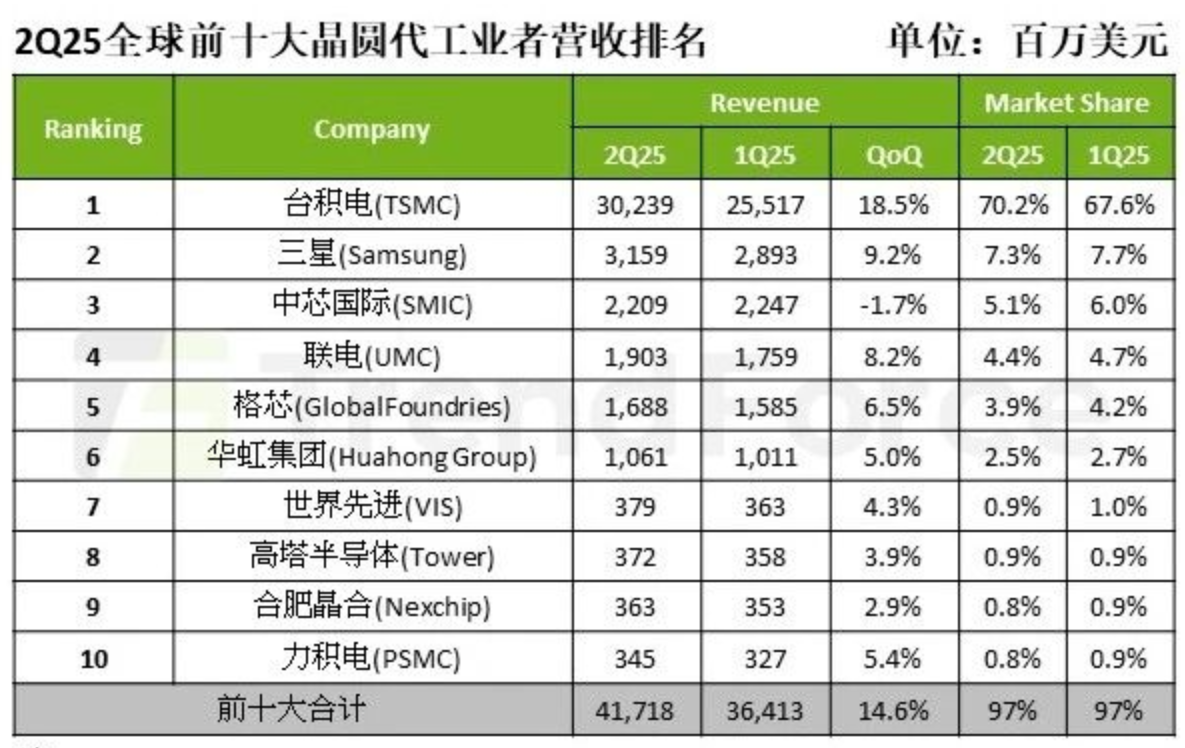 2Q25全球前十大晶圆代工业者营收排名 单位：百万美元
Ranking Company Revenue Market Share
2Q25 1Q25 QoQ 2Q25 1Q25
1 台积电(TSMC) 30,239 25,517 18.5% 70.2% 67.6%
2 三星(Samsung) 3,159 2,893 9.2% 7.3% 7.7%
3 中芯国际(SMIC) 2,209 2,247 -1.7% 5.1% 6.0%
4 联电(UMC) 1,903 1,759 8.2% 4.4% 4.7%
5 格芯(GlobalFoundries) 1,688 1,585 6.5% 3.9% 4.2%
6 华虹集团(Huahong Group) 1,061 1,011 5.0% 2.5% 2.7%
7 世界先进(VIS) 379 363 4.3% 0.9% 1.0%
8 高塔半导体(Tower) 372 358 3.9% 0.9% 0.9%
9 合肥晶合(Nexchip) 363 353 2.9% 0.8% 0.9%
10 力积电(PSMC) 345 327 5.4% 0.8% 0.9%
前十大合计 41,718 36,413 14.6% 97% 97%
TrendForce